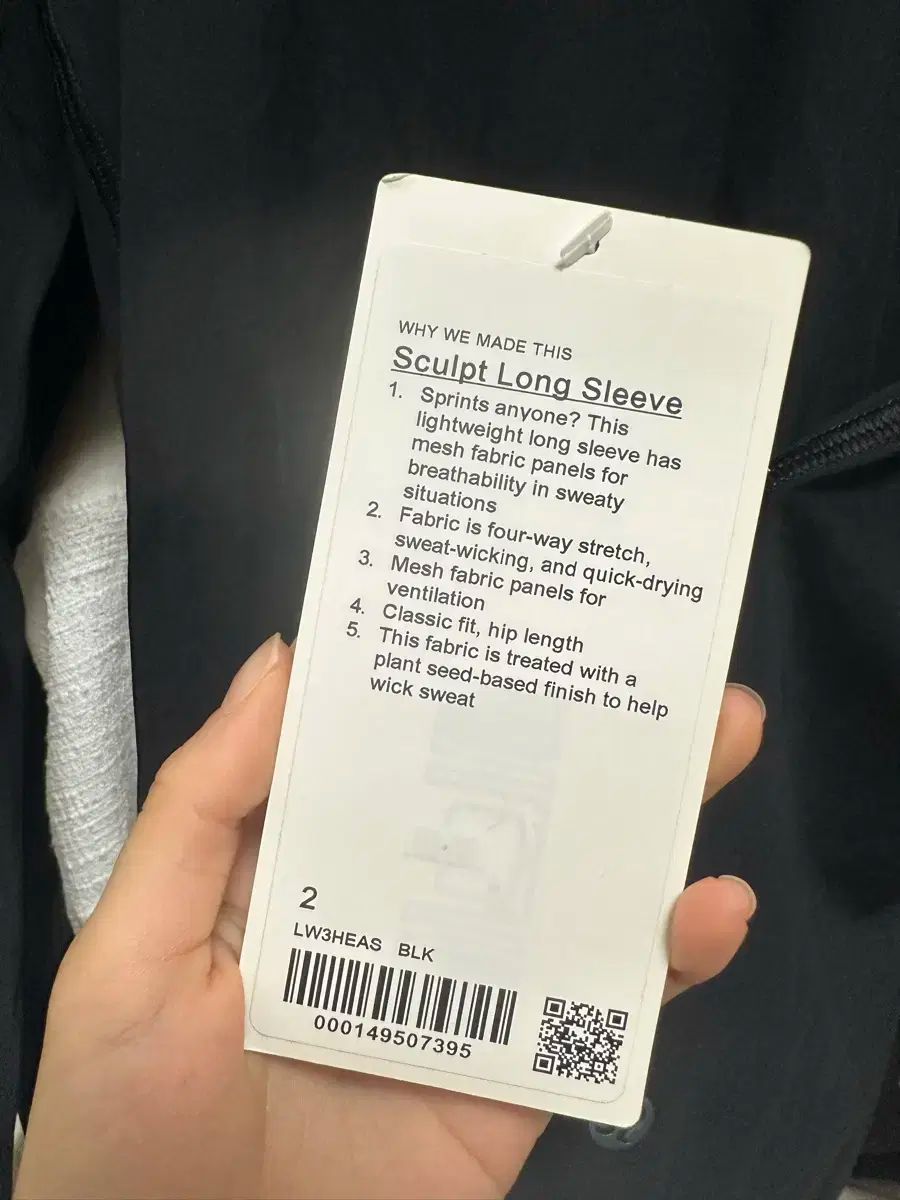 WHY WE MADE THIS
Sculpt Long Sleeve
1. Sprints anyone? This
lightweight long sleeve has
mesh fabric panels for
breathability in sweaty
situations
2. Fabric is four-way stretch,
sweat-wicking, and quick-drying
3. Mesh fabric panels for
ventilation
4. Classic fit, hip length
5. This fabric is treated with a
plant seed-based finish to help
wick sweat
2
LW3HEAS BLK
000149507395